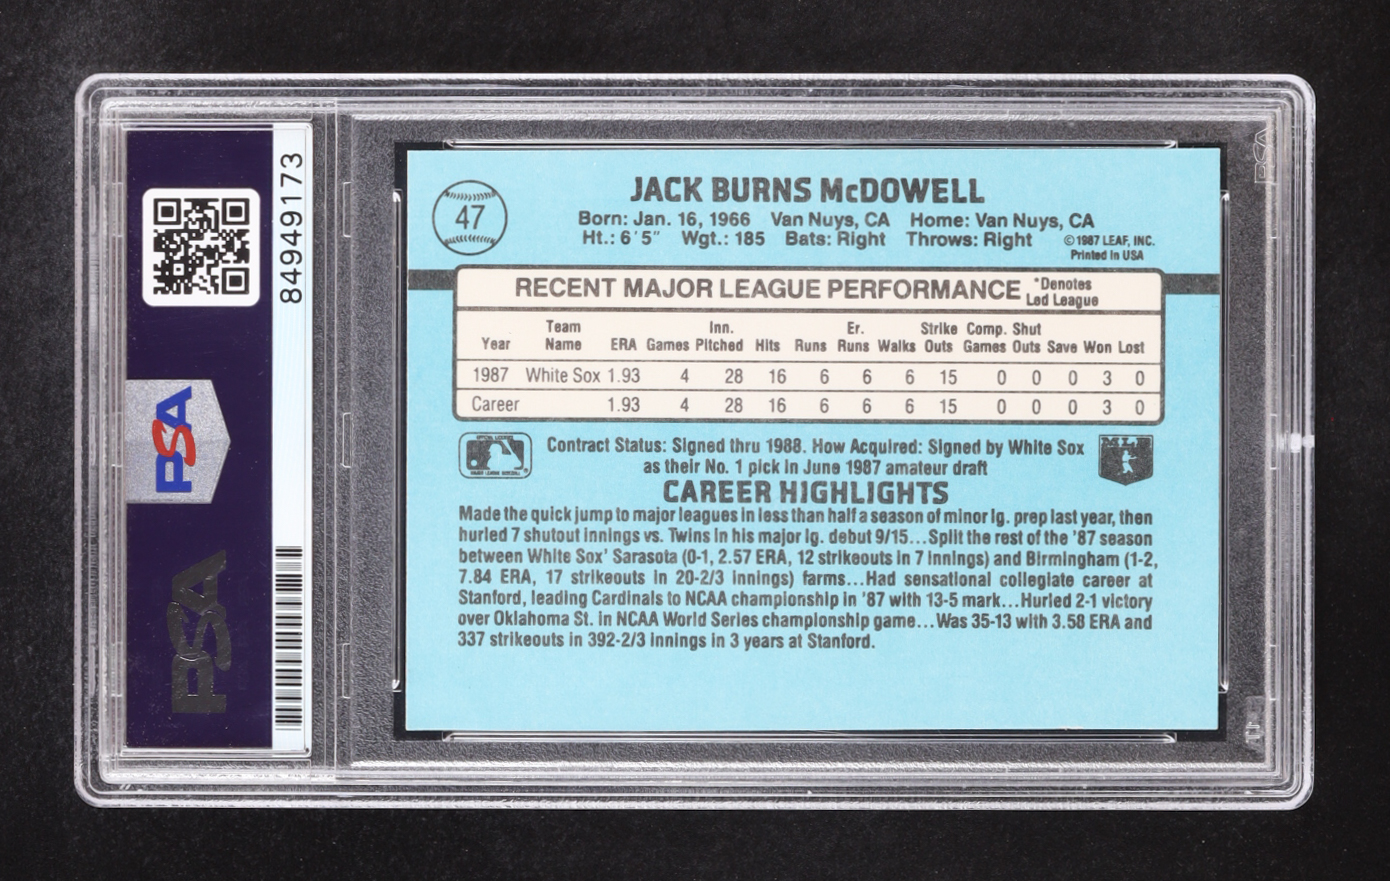 84949173
PSA
PSA
PSA
47
JACK BURNS McDOWELL
Born: Jan. 16, 1966 Van Nuys, CA Home: Van Nuys, CA
Ht.: 6'5" Wgt.: 185 Bats: Right Throws: Right
©1987 LEAF, INC.
Printed in USA
RECENT MAJOR LEAGUE PERFORMANCE *Denotes Led League
Year Team Name ERA Games Inn. Pitched Hits Runs Er. Runs Walks Strike Outs Comp. Games Shut Outs Save Won Lost
1987 White Sox 1.93 4 28 16 6 6 6 15 0 0 0 3 0
Career 1.93 4 28 16 6 6 6 15 0 0 0 3 0
Contract Status: Signed thru 1988. How Acquired: Signed by White Sox
as their No. 1 pick in June 1987 amateur draft
MLB
CAREER HIGHLIGHTS
Made the quick jump to major leagues in less than half a season of minor lg. prep last year, then
hurled 7 shutout innings vs. Twins in his major lg. debut 9/15...Split the rest of the '87 season
between White Sox' Sarasota (0-1, 2.57 ERA, 12 strikeouts in 7 innings) and Birmingham (1-2,
7.84 ERA, 17 strikeouts in 20-2/3 innings) farms...Had sensational collegiate career at
Stanford, leading Cardinals to NCAA championship in '87 with 13-5 mark...Hurled 2-1 victory
over Oklahoma St. in NCAA World Series championship game...Was 35-13 with 3.58 ERA and
337 strikeouts in 392-2/3 innings in 3 years at Stanford.